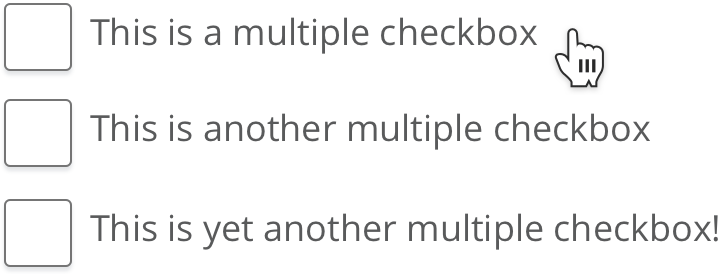 This is a multiple checkbox
This is another multiple checkbox
This is yet another multiple checkbox!